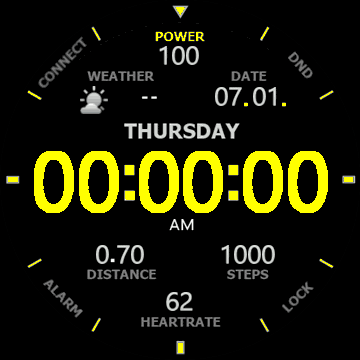 POWER
100
CONNECT
DND
WEATHER
DATE
--
07.01.
THURSDAY
00:00:00
AM
0.70
1000
DISTANCE
STEPS
ALARM
62
LOCK
HEARTRATE